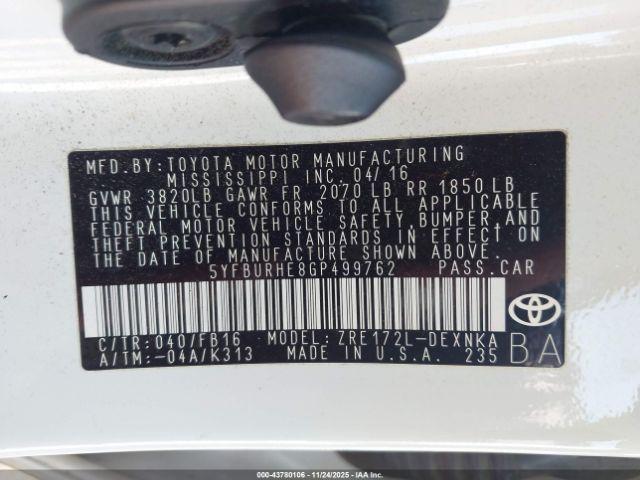 MFD.BY:TOYOTA MOTOR MANUFACTURING
MISSISSIPPI INC. 04/16
GVWR 3820LB GAWR FR 2070 LB RR 1850 LB
THIS VEHICLE CONFORMS TO ALL APPLICABLE
FEDERAL MOTOR VEHICLE SAFETY, BUMPER, AND
THEFT PREVENTION STANDARDS IN EFFECT ON
THE DATE OF MANUFACTURE SHOWN ABOVE.
5YFBURHE8GP499762 PASS.CAR
C/TR:040/FB16 MODEL: ZRE172L-DEXNKA
A/TM:-04A/K313 MADE IN U.S.A. 235 BA
000-43780106 - 11/24/2025 - IAAI.COM